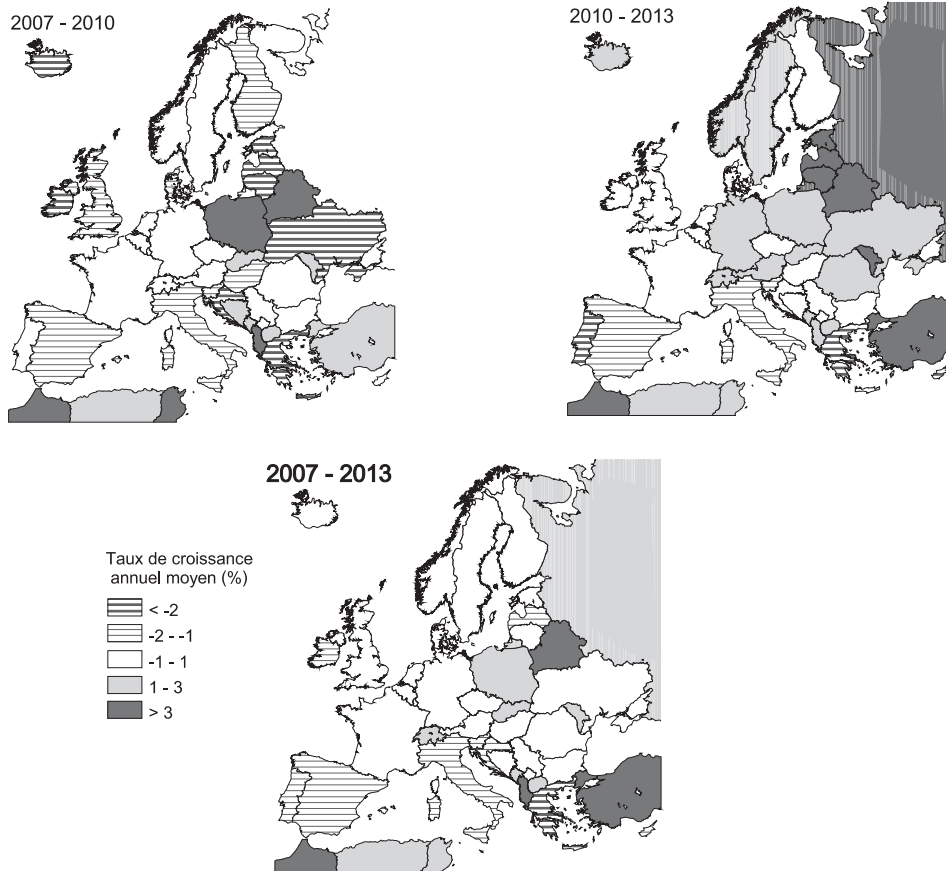 2007 - 2010
2010 - 2013
2007 - 2013
Taux de croissance
annuel moyen (%)
< -2
-2 - -1
-1 - 1
1 - 3
> 3